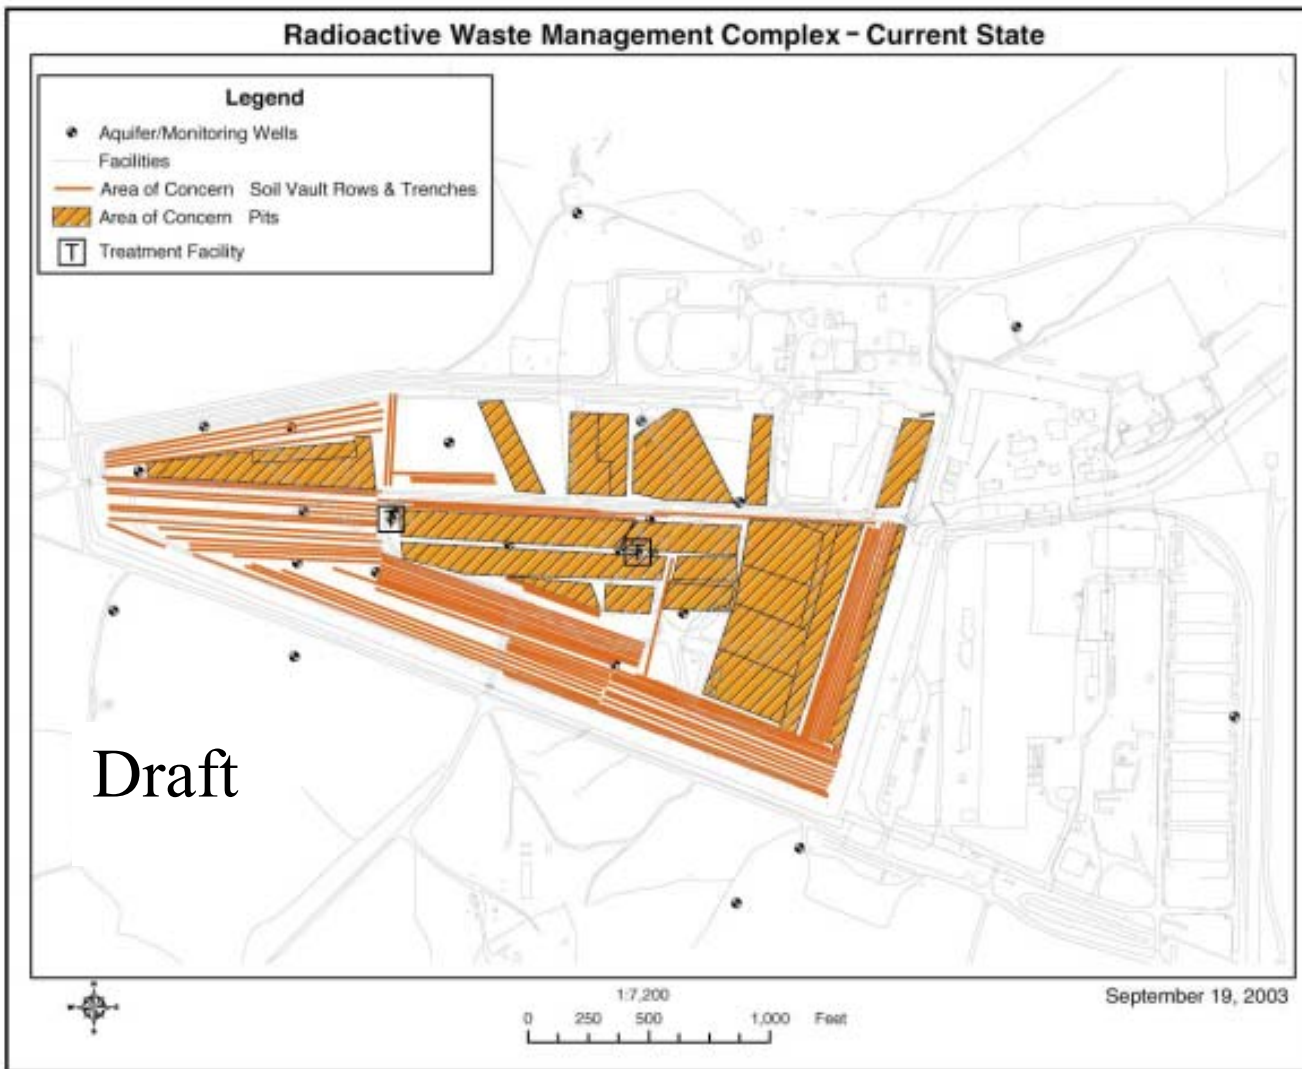 Radioactive Waste Management Complex – Current State
Legend
Aquifer/Monitoring Wells
Facilities
Area of Concern Soil Vault Rows & Trenches
Area of Concern Pits
T Treatment Facility
T
T
Draft
1:7,200
0 250 500 1,000 Feet
September 19, 2003